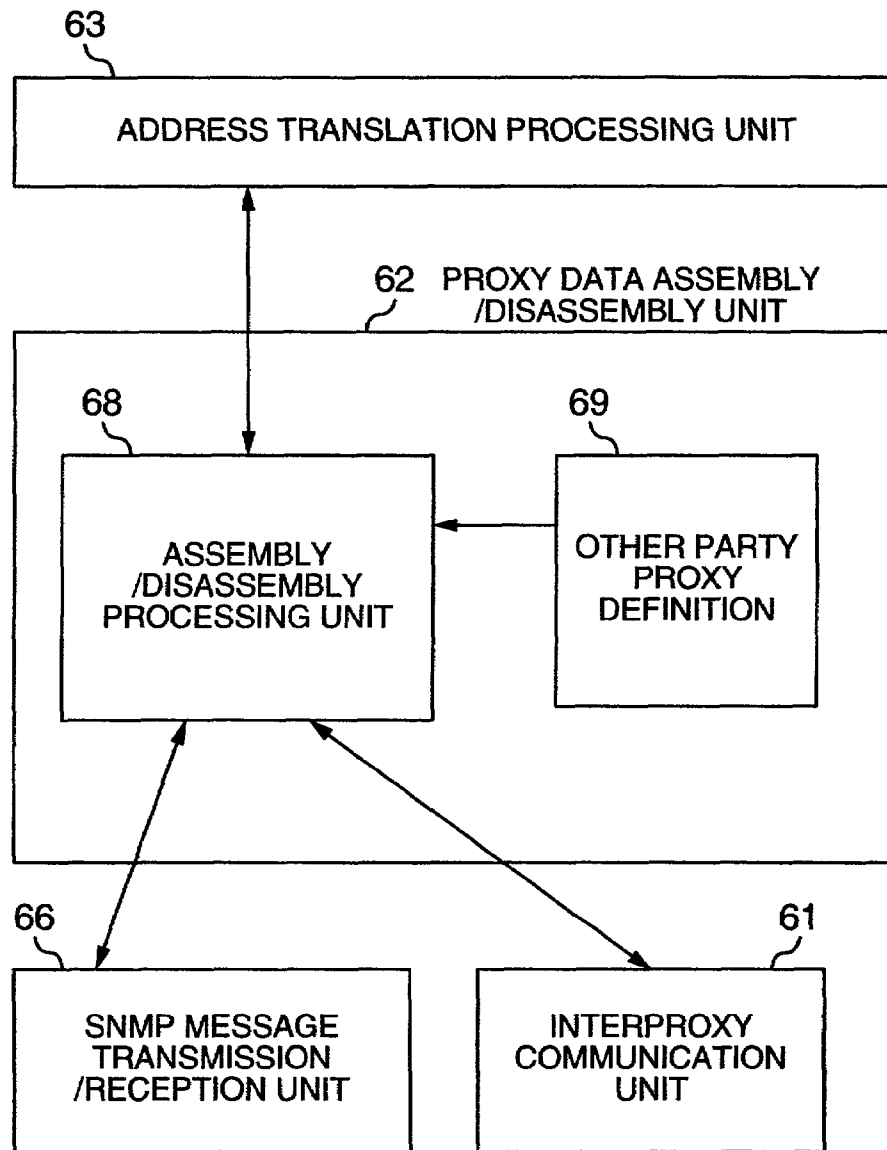 63
ADDRESS TRANSLATION PROCESSING UNIT
62 PROXY DATA ASSEMBLY
/DISASSEMBLY UNIT
68
ASSEMBLY
/DISASSEMBLY
PROCESSING UNIT
69
OTHER PARTY
PROXY
DEFINITION
66
SNMP MESSAGE
TRANSMISSION
/RECEPTION UNIT
61
INTERPROXY
COMMUNICATION
UNIT